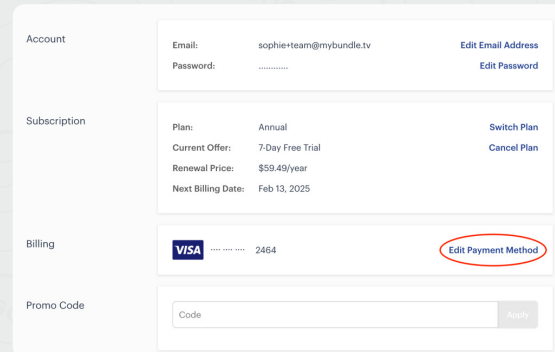 Account
Email: sophie+team@mybundle.tv Edit Email Address
Password: ............ Edit Password
Subscription
Plan: Annual Switch Plan
Current Offer: 7-Day Free Trial Cancel Plan
Renewal Price: $59.49/year
Next Billing Date: Feb 13, 2025
Billing
VISA .... .... .... 2464 Edit Payment Method
Promo Code
Code Apply